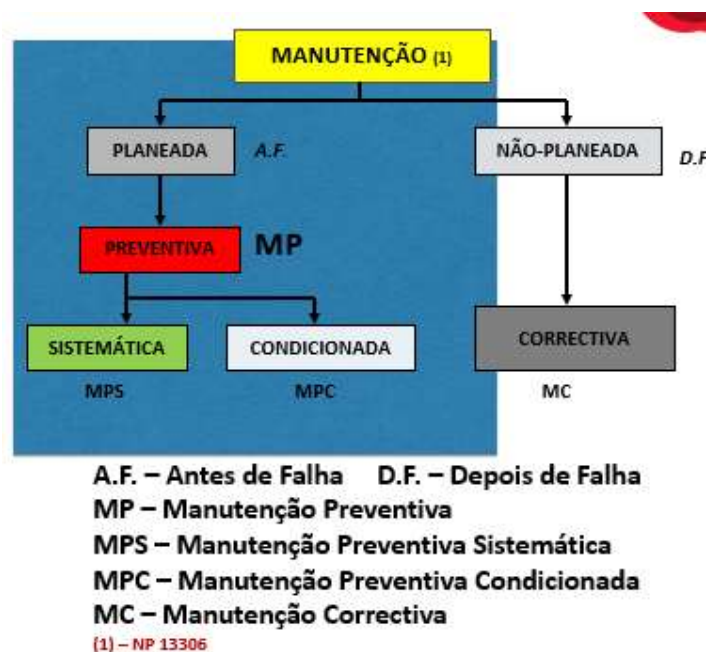 MANUTENÇÃO (1)
PLANEADA
A.F.
NÃO-PLANEADA
D.F
PREVENTIVA
MP
SISTEMÁTICA
CONDICIONADA
CORRECTIVA
MPS
MPC
MC
A.F. – Antes de Falha D.F. – Depois de Falha
MP – Manutenção Preventiva
MPS – Manutenção Preventiva Sistemática
MPC – Manutenção Preventiva Condicionada
MC – Manutenção Correctiva
(1) – NP 13306